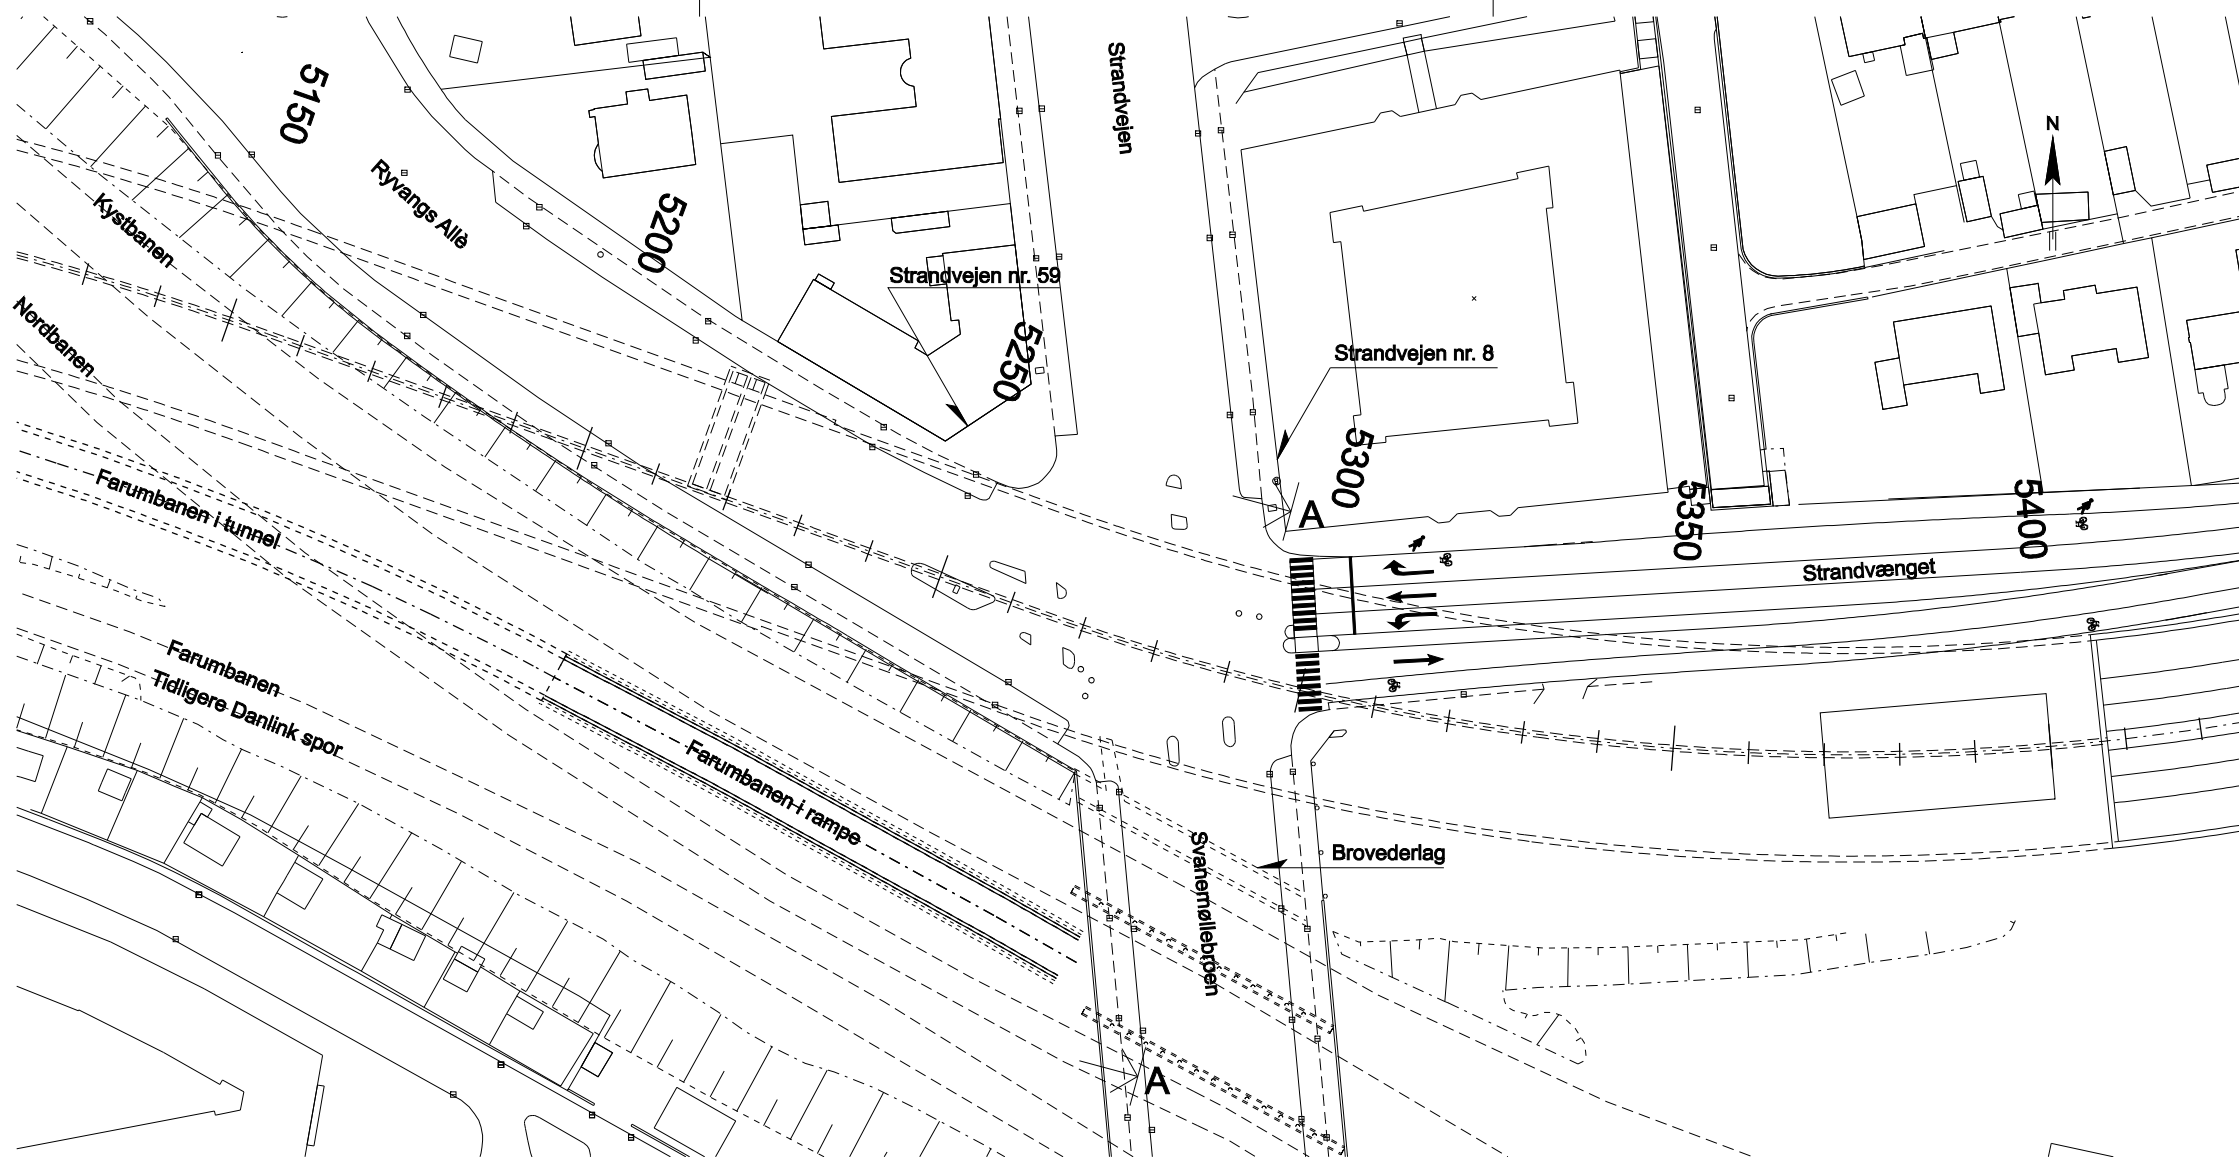 5150
Strandvejen
N
Ryvangs Allè
Kystbanen
5200
Strandvejen nr. 59
Nordbanen
5250
Strandvejen nr. 8
5300
5350
5400
A
Farumbanen i tunnel
Strandvænget
Farumbanen
Tidligere Danlink spor
Farumbanen i rampe
Svanemøllebroen
Brovederlag
A